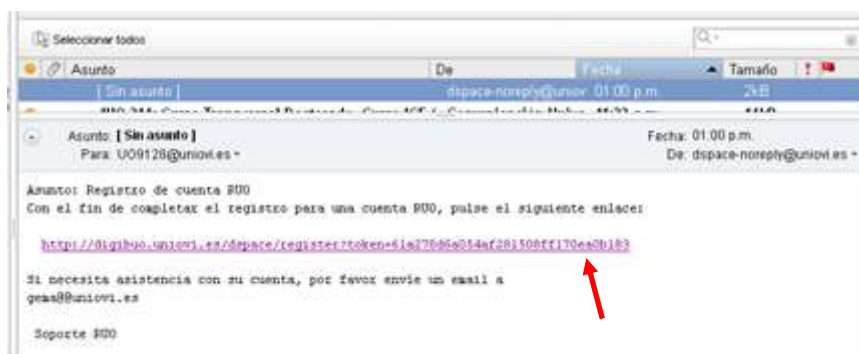 Seleccionar todos
Asunto De Fecha Tamaño
[ Sin asunto ] dspace-noreply@uniov 01:00 p.m. 2kB
Asunto: [ Sin asunto ] Fecha: 01:00 p.m.
Para: U09128@uniovi.es De: dspace-noreply@uniovi.es
Asunto: Registro de cuenta RUO
Con el fin de completar el registro para una cuenta RUO, pulse el siguiente enlace:
http://digibuo.uniovi.es/dspace/register?token=61a278d6a054af281508ff170ea0b183
Si necesita asistencia con su cuenta, por favor envíe un email a
@uniovi.es
Soporte RUO